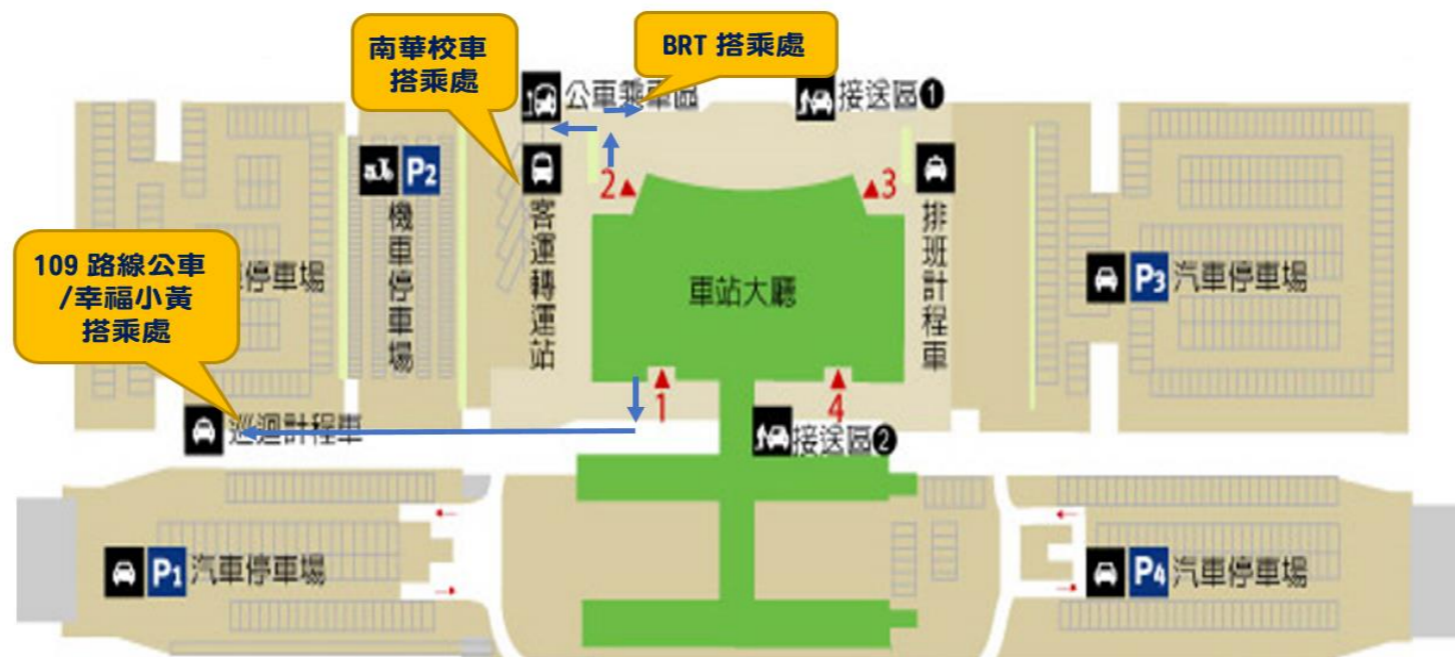 南華校車
搭乘處
BRT 搭乘處
公車乘車區
接送區❶
P2
機車停車場
客運轉運站
2
3
排班計程車
109 路線公車
/幸福小黃
搭乘處
車停車場
車站大廳
P3 汽車停車場
1
4
巡迴計程車
接送區❷
P1 汽車停車場
P4 汽車停車場